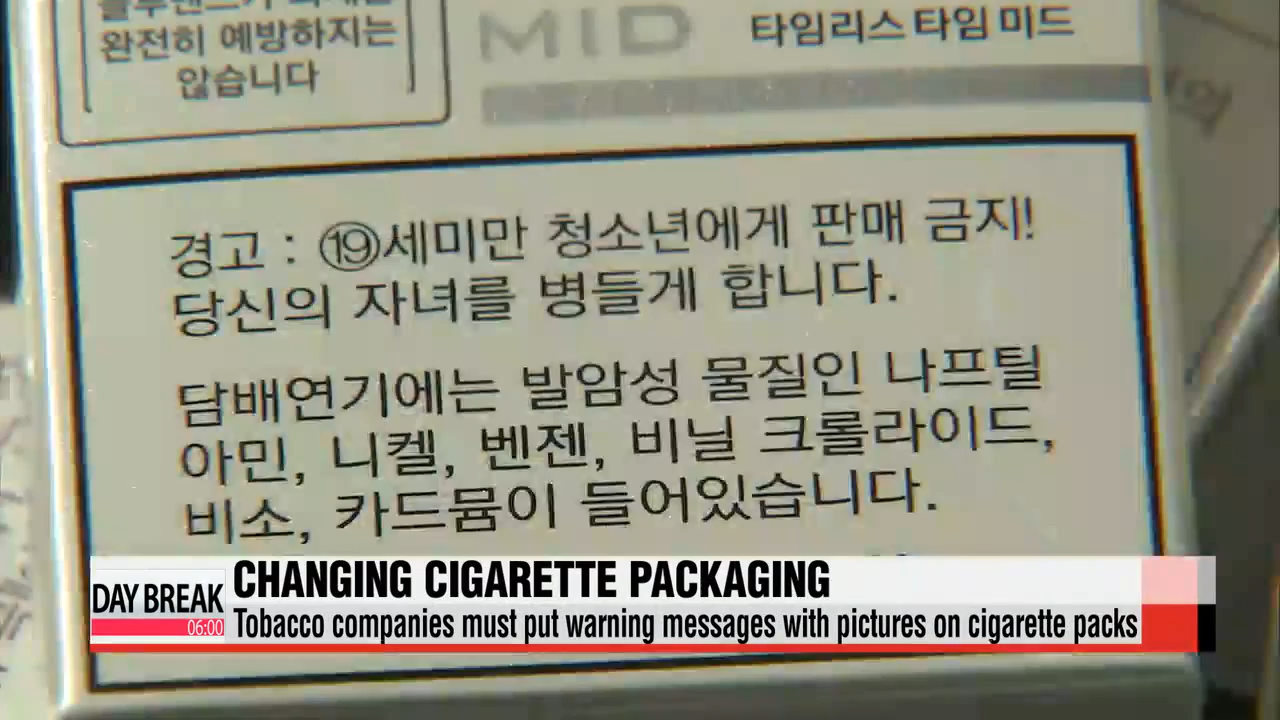 완전히 예방하지는
않습니다
MID
타임리스 타임 미드
경고 : ⑲세미만 청소년에게 판매 금지!
당신의 자녀를 병들게 합니다.
담배연기에는 발암성 물질인 나프틸
아민, 니켈, 벤젠, 비닐 크롤라이드,
비소, 카드뮴이 들어있습니다.
DAY BREAK
06:00
CHANGING CIGARETTE PACKAGING
Tobacco companies must put warning messages with pictures on cigarette packs